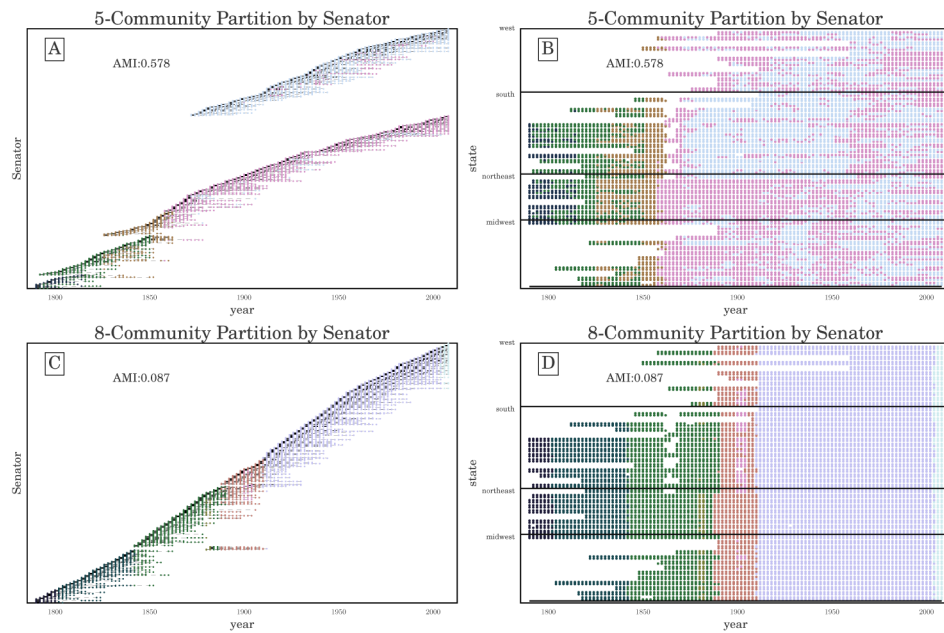 5-Community Partition by Senator
A
AMI:0.578
Senator
1800
1850
1900
1950
2000
year
5-Community Partition by Senator
west
B
AMI:0.578
south
state
northeast
midwest
1800
1850
1900
1950
2000
year
8-Community Partition by Senator
C
AMI:0.087
Senator
1800
1850
1900
1950
2000
year
8-Community Partition by Senator
west
D
AMI:0.087
south
state
northeast
midwest
1800
1850
1900
1950
2000
year